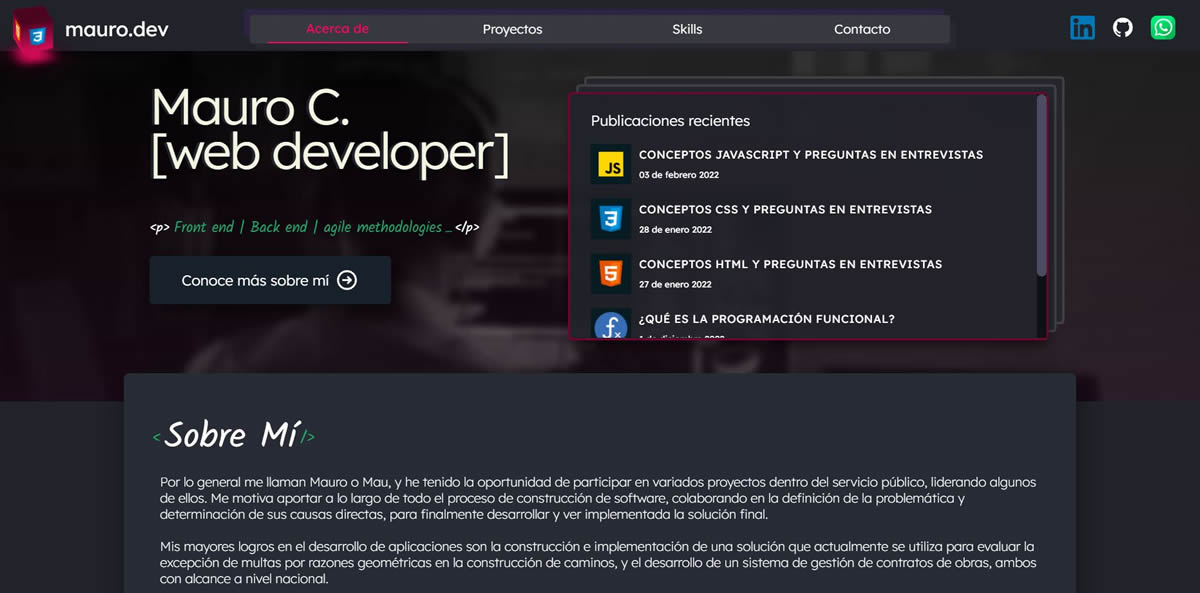 mauro.dev
Acerca de
Proyectos
Skills
Contacto
Mauro C.
[web developer]
<p> Front end | Back end | agile methodologies _ </p>
Conoce más sobre mí
Publicaciones recientes
JS
CONCEPTOS JAVASCRIPT Y PREGUNTAS EN ENTREVISTAS
03 de febrero 2022
CONCEPTOS CSS Y PREGUNTAS EN ENTREVISTAS
28 de enero 2022
CONCEPTOS HTML Y PREGUNTAS EN ENTREVISTAS
27 de enero 2022
¿QUÉ ES LA PROGRAMACIÓN FUNCIONAL?
<Sobre Mí/>
Por lo general me llaman Mauro o Mau, y he tenido la oportunidad de participar en variados proyectos dentro del servicio público, liderando algunos
de ellos. Me motiva aportar a lo largo de todo el proceso de construcción de software, colaborando en la definición de la problemática y
determinación de sus causas directas, para finalmente desarrollar y ver implementada la solución final.
Mis mayores logros en el desarrollo de aplicaciones son la construcción e implementación de una solución que actualmente se utiliza para evaluar la
excepción de multas por razones geométricas en la construcción de caminos, y el desarrollo de un sistema de gestión de contratos de obras, ambos
con alcance a nivel nacional.